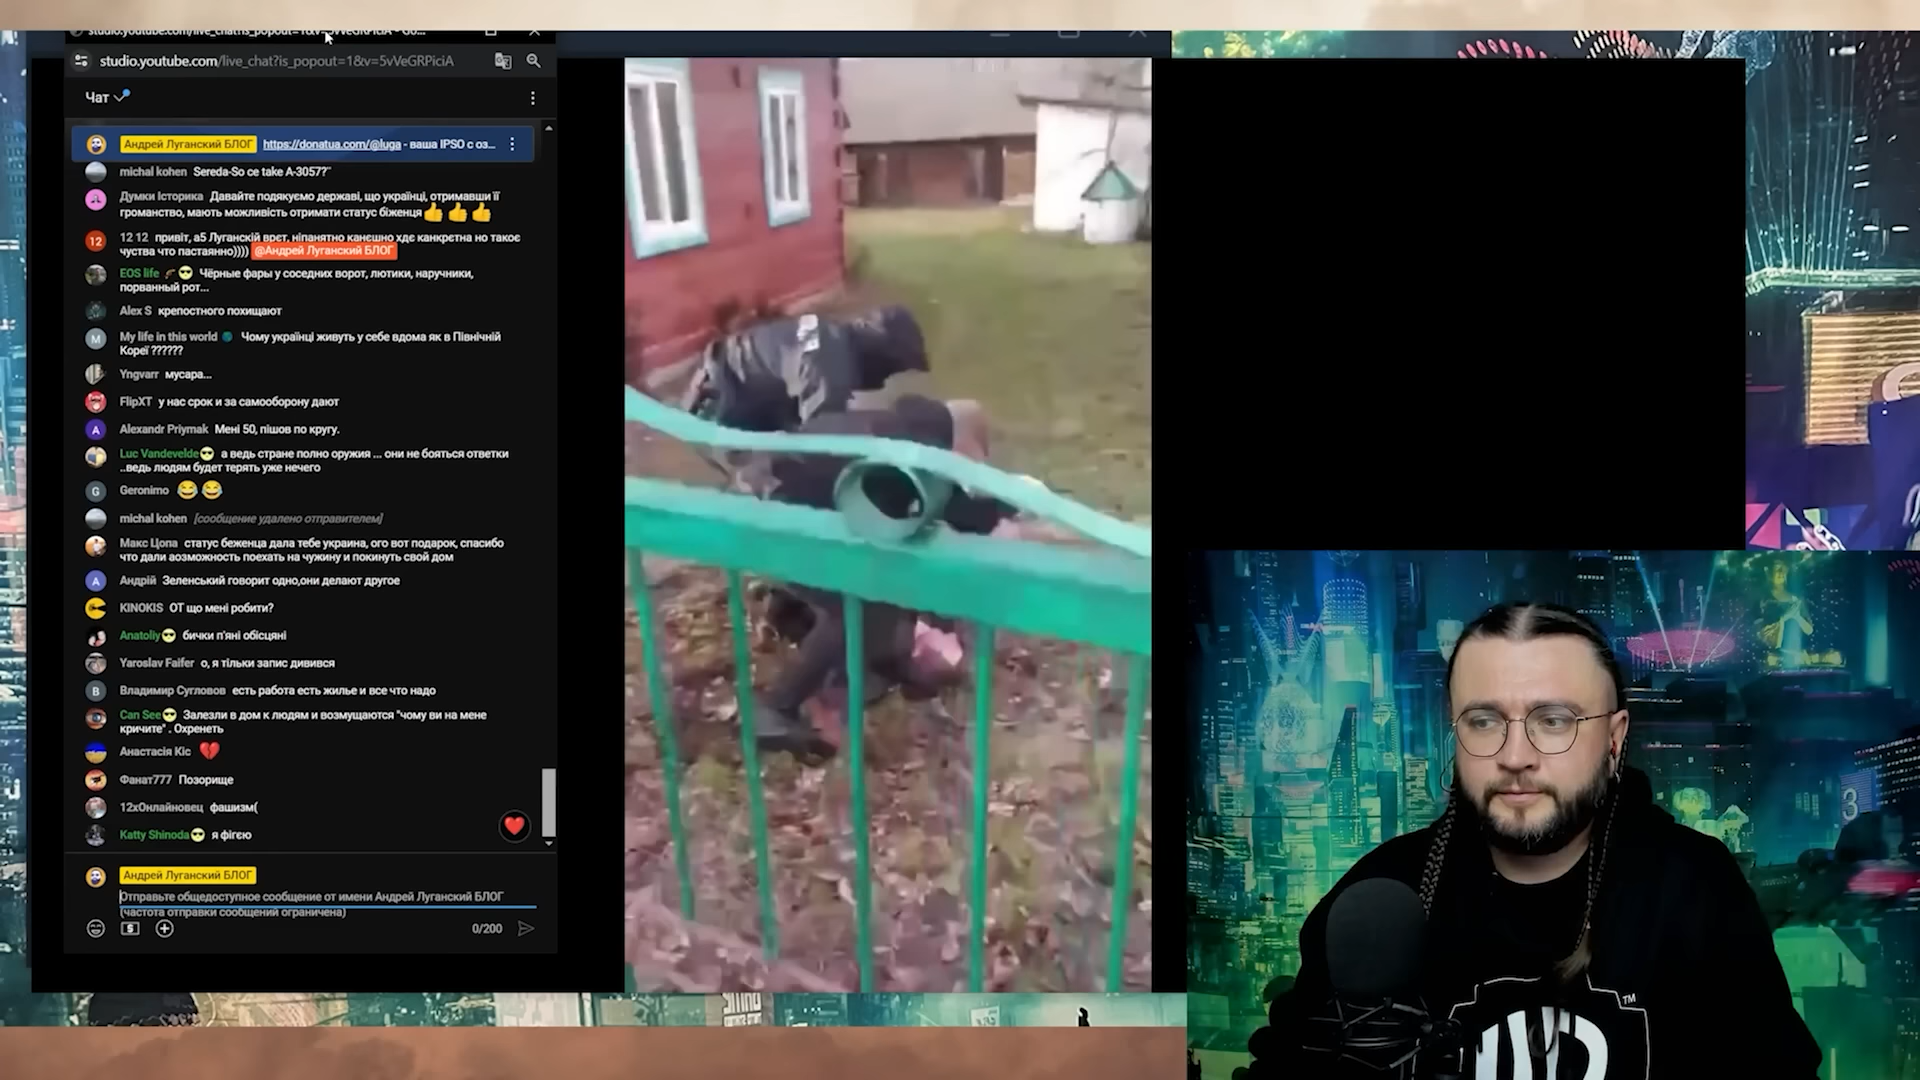 studio.youtube.com/live_chat?is_popout=1&v=5vVeGRPiciA
Чат
Андрей Луганский БЛОГ https://donatua.com/@luga - ваша IPSO с оз...
michal kohen Sereda-So ce take A-3057?"
Думки Історика Давайте подякуємо державі, що українці, отримавши її
громанство, мають можливість отримати статус біженця👍👍👍
12 12 привіт, а5 Луганскій врет, ніпанятно канешно хдє канкрєтна но такоє
чуства что пастаянно)))) @Андрей Луганский БЛОГ
EOS life Чёрные фары у соседних ворот, лютики, наручники,
порванный рот...
Alex S крепостного похищают
My life in this world Чому українці живуть у себе вдома як в Північній
Кореї ??????
Yngvarr мусара...
FlipXT у нас срок и за самооборону дают
Alexandr Priymak Мені 50, пішов по кругу.
Luc Vandevelde😎 а ведь стране полно оружия ... они не бояться ответки
..ведь людям будет терять уже нечего
Geronimo 😂😂
michal kohen [сообщение удалено отправителем]
Макс Цопа статус беженца дала тебе украина, ого вот подарок, спасибо
что дали аозможность поехать на чужину и покинуть свой дом
Андрій Зеленський говорит одно,они делают другое
KINOKIS ОТ що мені робити?
Anatoliy😎 бички п'яні обісцяні
Yaroslav Faifer о, я тільки запис дивився
Владимир Сугловов есть работа есть жилье и все что надо
Can See😎 Залезли в дом к людям и возмущаются "чому ви на мене
кричите" . Охренеть
Анастасія Кіс 💔
Фанат777 Позорище
12хОнлайновец фашизм(
Katty Shinoda😎 я фігєю
Андрей Луганский БЛОГ
Отправьте общедоступное сообщение от имени Андрей Луганский БЛОГ
(частота отправки сообщений ограничена)
0/200
3
TM